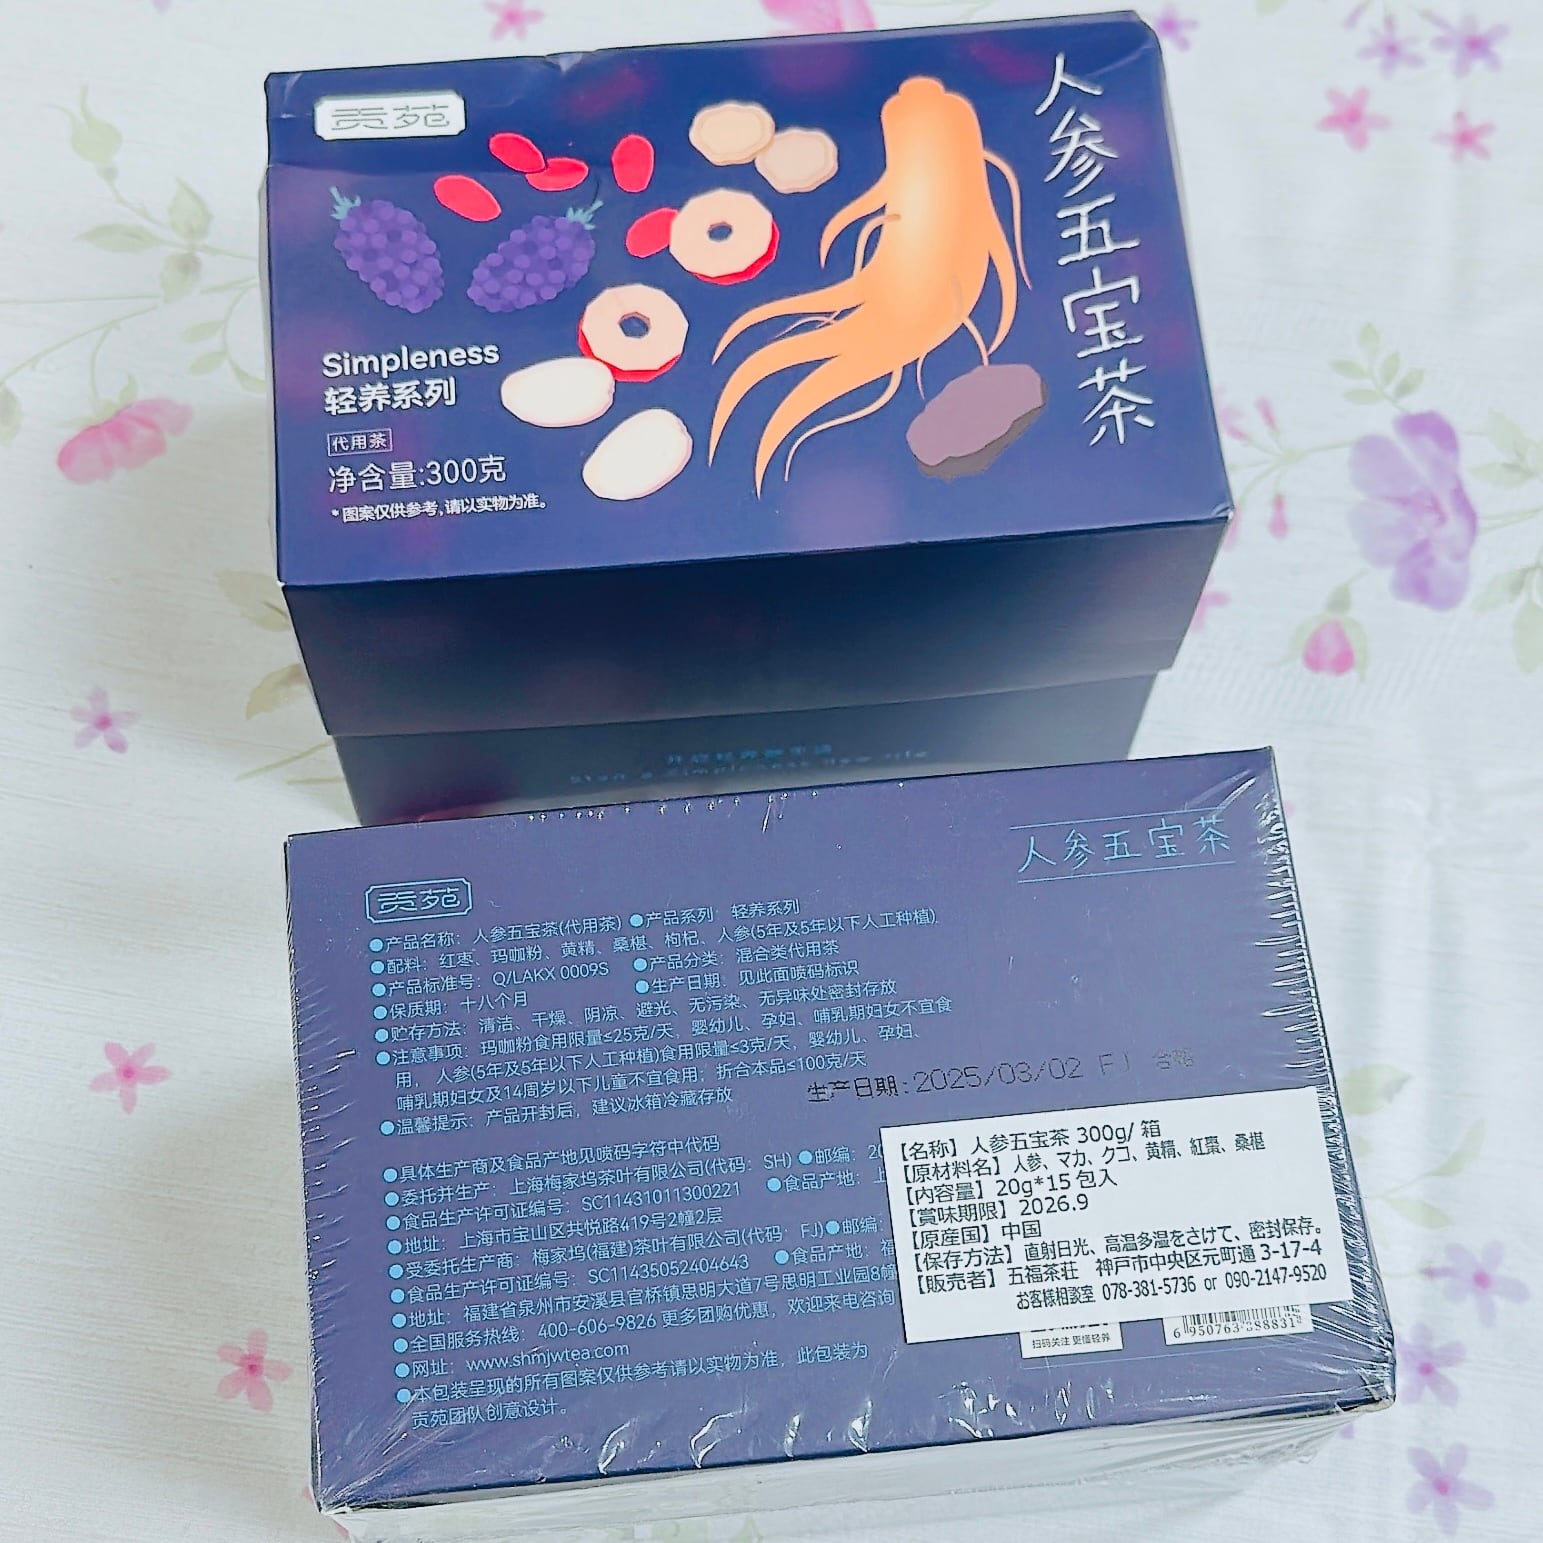 贡苑
人参五宝茶
Simpleness
轻养系列
代用茶
净含量:300克
*图案仅供参考,请以实物为准。
人参五宝茶
贡苑
●产品名称：人参五宝茶(代用茶) ●产品系列：轻养系列
●配料：红枣、玛咖粉、黄精、桑椹、枸杞、人参(5年及5年以下人工种植)
●产品标准号：Q/LAKX 0009S ●产品分类：混合类代用茶
●保质期：十八个月 ●生产日期：见此面喷码标识
●贮存方法：清洁、干燥、阴凉、避光、无污染、无异味处密封存放
●注意事项：玛咖粉食用限量≤25克/天，婴幼儿、孕妇、哺乳期妇女不宜食
用，人参(5年及5年以下人工种植)食用限量≤3克/天，婴幼儿、孕妇、
哺乳期妇女及14周岁以下儿童不宜食用；折合本品≤100克/天
●温馨提示：产品开封后，建议冰箱冷藏存放
生产日期:2025/03/02 FJ 合格
●具体生产商及食品产地见喷码字符中代码
●委托并生产：上海梅家坞茶叶有限公司(代码：SH) ●邮编：20
●食品生产许可证编号：SC11431011300221 ●食品产地：上
●地址：上海市宝山区共悦路419号2幢2层
●受委托生产商：梅家坞(福建)茶叶有限公司(代码：FJ) ●邮编：
●食品生产许可证编号：SC11435052404643 ●食品产地：福
●地址：福建省泉州市安溪县官桥镇思明大道7号思明工业园8幢
●全国服务热线：400-606-9826 更多团购优惠，欢迎来电咨询
●网址：www.shmjwtea.com
●本包装呈现的所有图案仅供参考请以实物为准，此包装为
贡苑团队创意设计。
【名称】人参五宝茶 300g/ 箱
【原材料名】人参、マカ、クコ、黄精、紅棗、桑椹
【内容量】20g*15 包入
【賞味期限】2026.9
【原産国】中国
【保存方法】直射日光、高温多湿をさけて、密封保存。
【販売者】五福茶荘 神戸市中央区元町通 3-17-4
お客様相談室 078-381-5736 or 090-2147-9520
扫码关注 更懂轻养
6 950763 388831